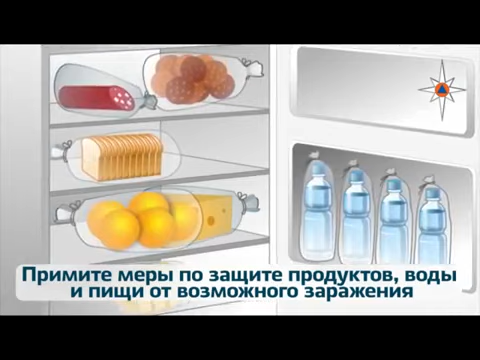 Примите меры по защите продуктов, воды
и пищи от возможного заражения